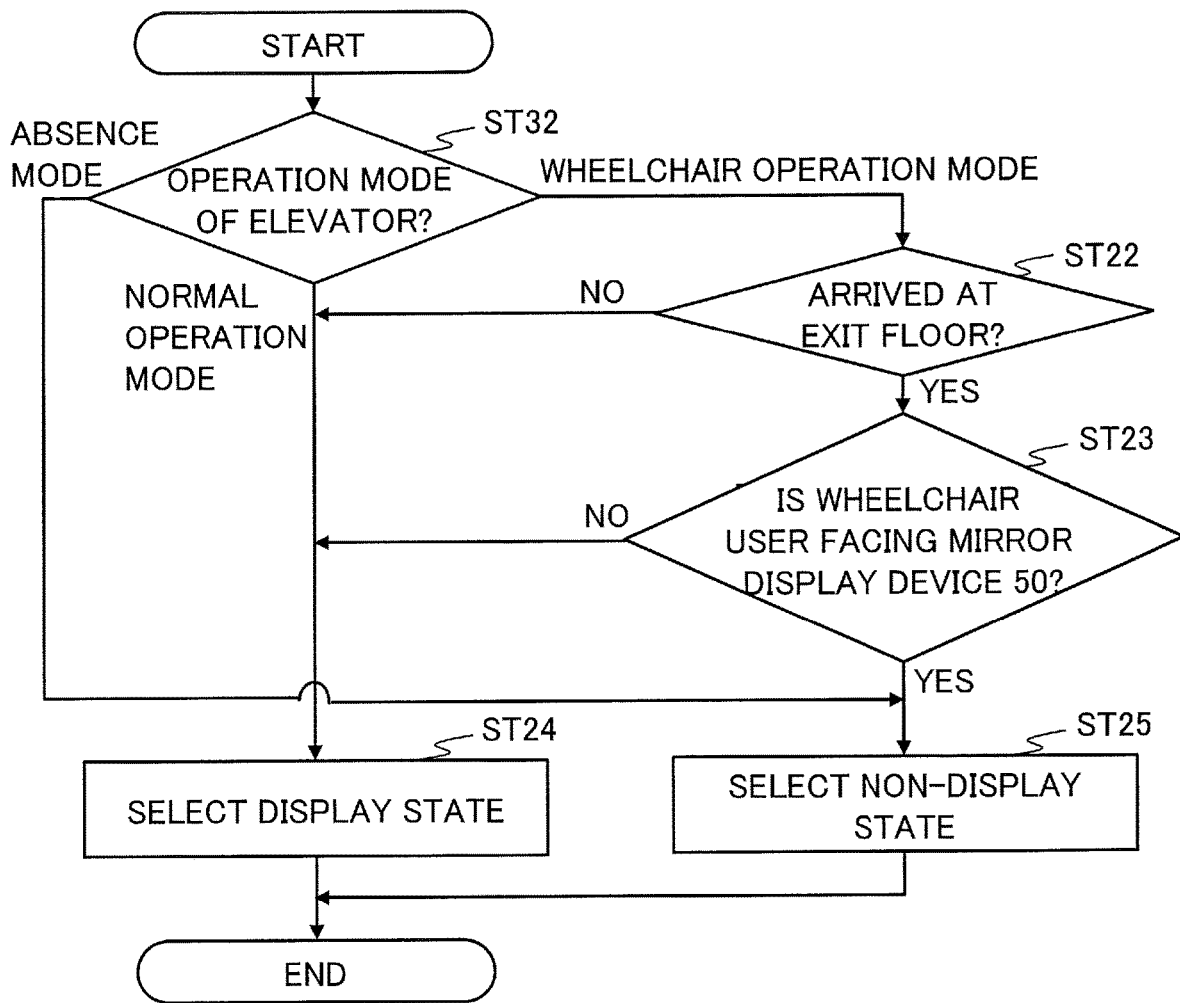 START
ABSENCE
MODE
ST32
OPERATION MODE
OF ELEVATOR?
WHEELCHAIR OPERATION MODE
ST22
NORMAL
OPERATION
MODE
NO
ARRIVED AT
EXIT FLOOR?
YES
ST23
NO
IS WHEELCHAIR
USER FACING MIRROR
DISPLAY DEVICE 50?
YES
ST24
SELECT DISPLAY STATE
ST25
SELECT NON-DISPLAY
STATE
END